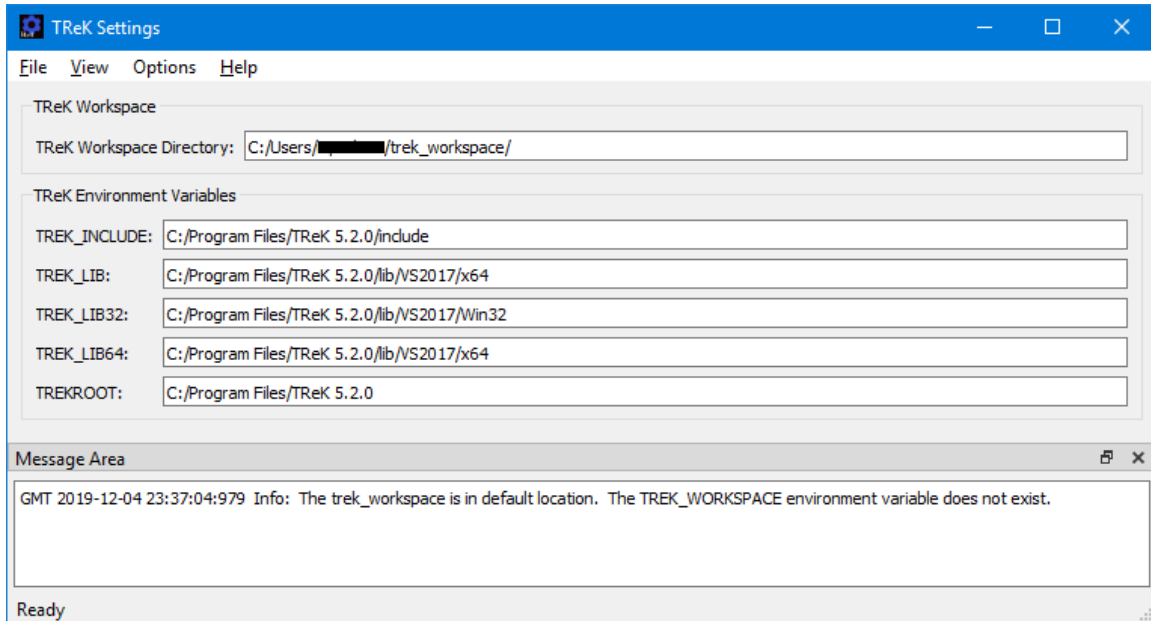 TReK Settings
File View Options Help
TReK Workspace
TReK Workspace Directory: C:/Users/ /trek_workspace/
TReK Environment Variables
TREK_INCLUDE: C:/Program Files/TReK 5.2.0/include
TREK_LIB: C:/Program Files/TReK 5.2.0/lib/VS2017/x64
TREK_LIB32: C:/Program Files/TReK 5.2.0/lib/VS2017/Win32
TREK_LIB64: C:/Program Files/TReK 5.2.0/lib/VS2017/x64
TREKROOT: C:/Program Files/TReK 5.2.0
Message Area
GMT 2019-12-04 23:37:04:979 Info: The trek_workspace is in default location. The TREK_WORKSPACE environment variable does not exist.
Ready